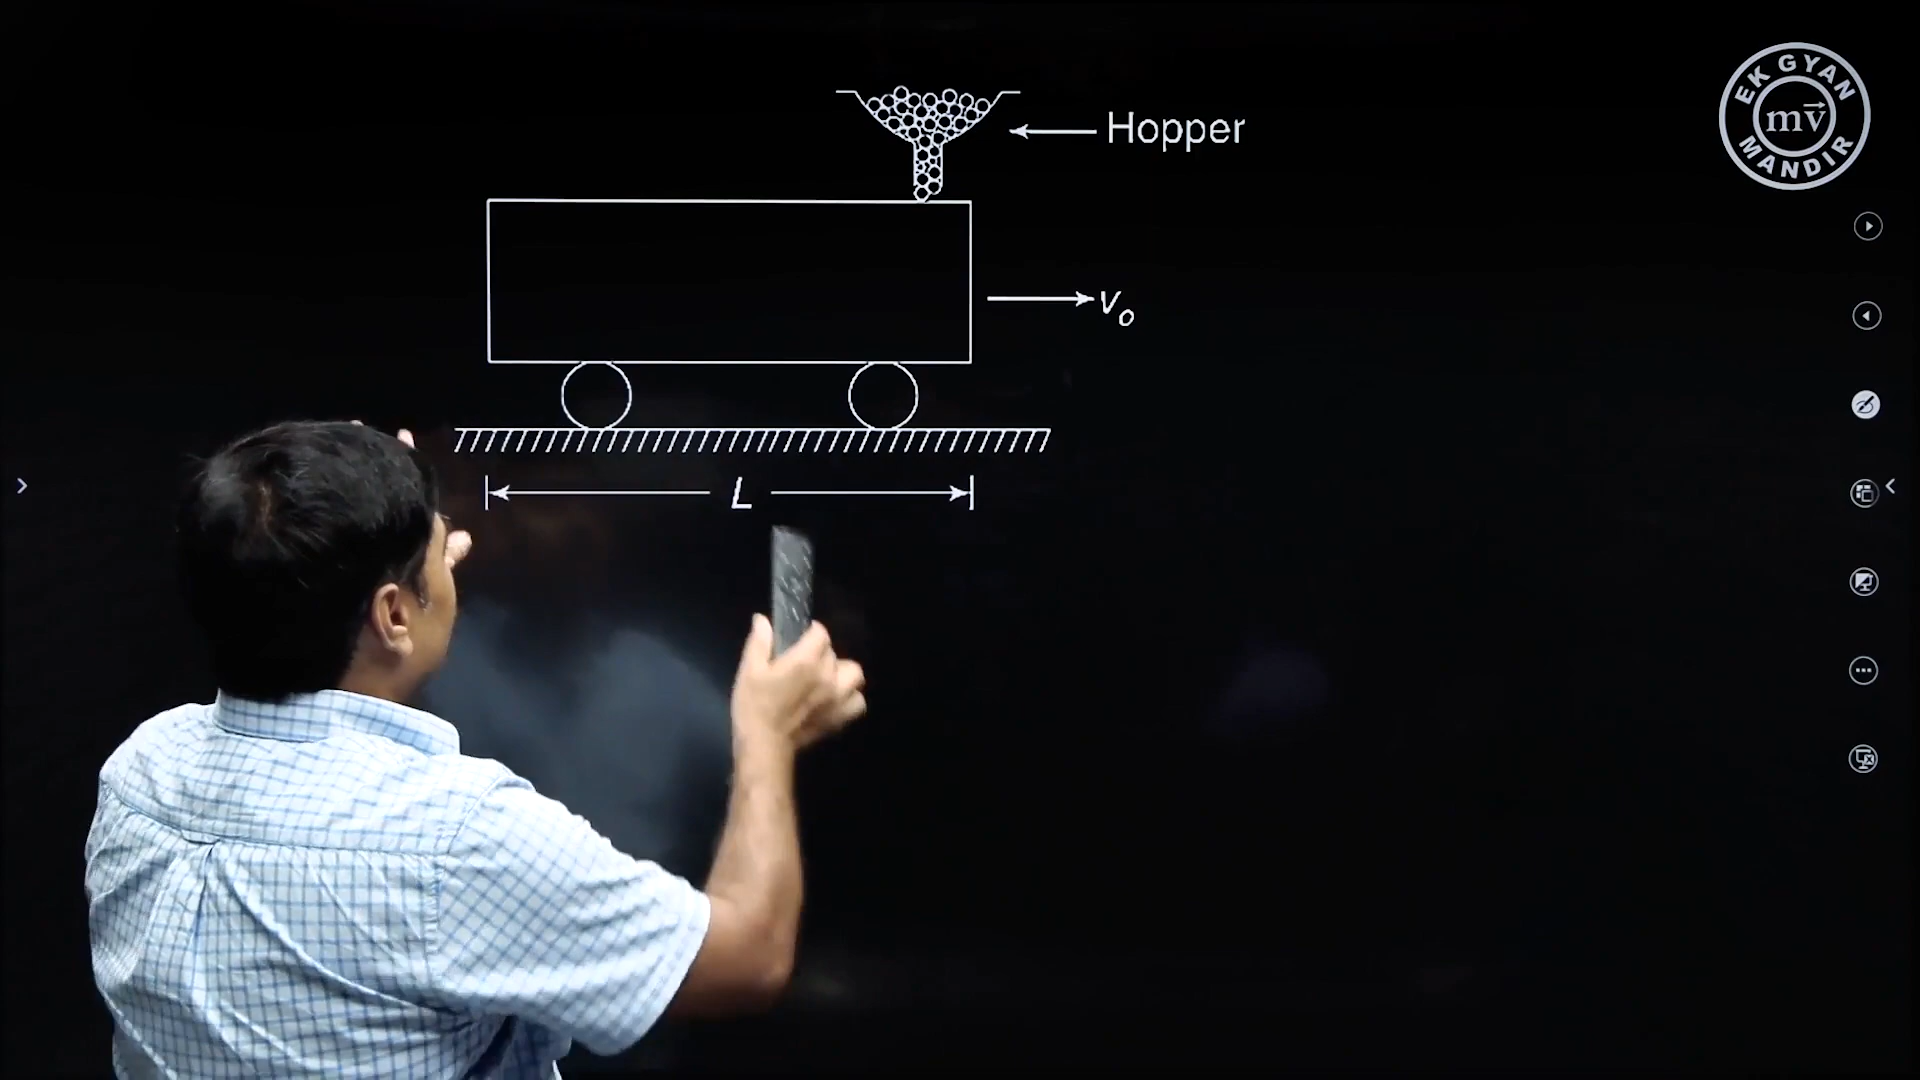 EK GYAN
mv⃗
MANDIR
Hopper
v₀
L